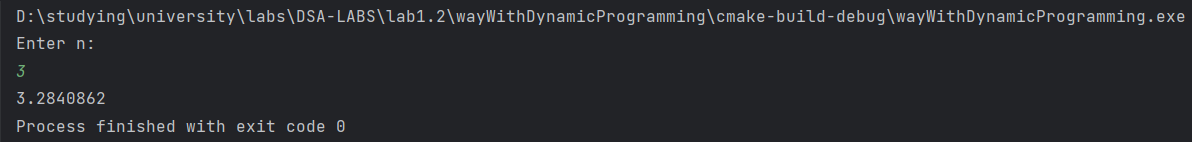 D:\studying\university\labs\DSA-LABS\lab1.2\wayWithDynamicProgramming\cmake-build-debug\wayWithDynamicProgramming.exe
Enter n:
3
3.2840862
Process finished with exit code 0